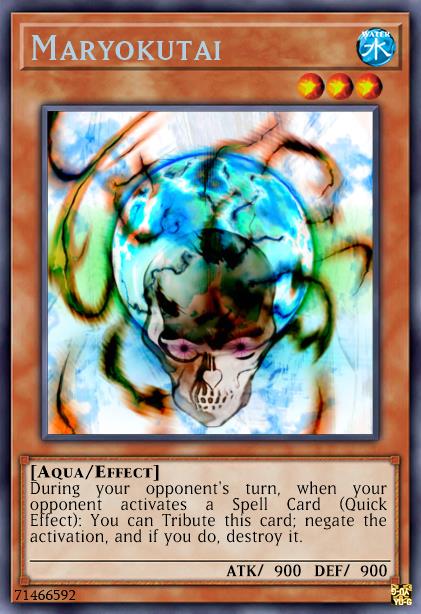 MARYOKUTAI
WATER
水
[AQUA/EFFECT]
During your opponent's turn, when your
opponent activates a Spell Card (Quick
Effect): You can Tribute this card; negate the
activation, and if you do, destroy it.
ATK/ 900 DEF/ 900
71466592